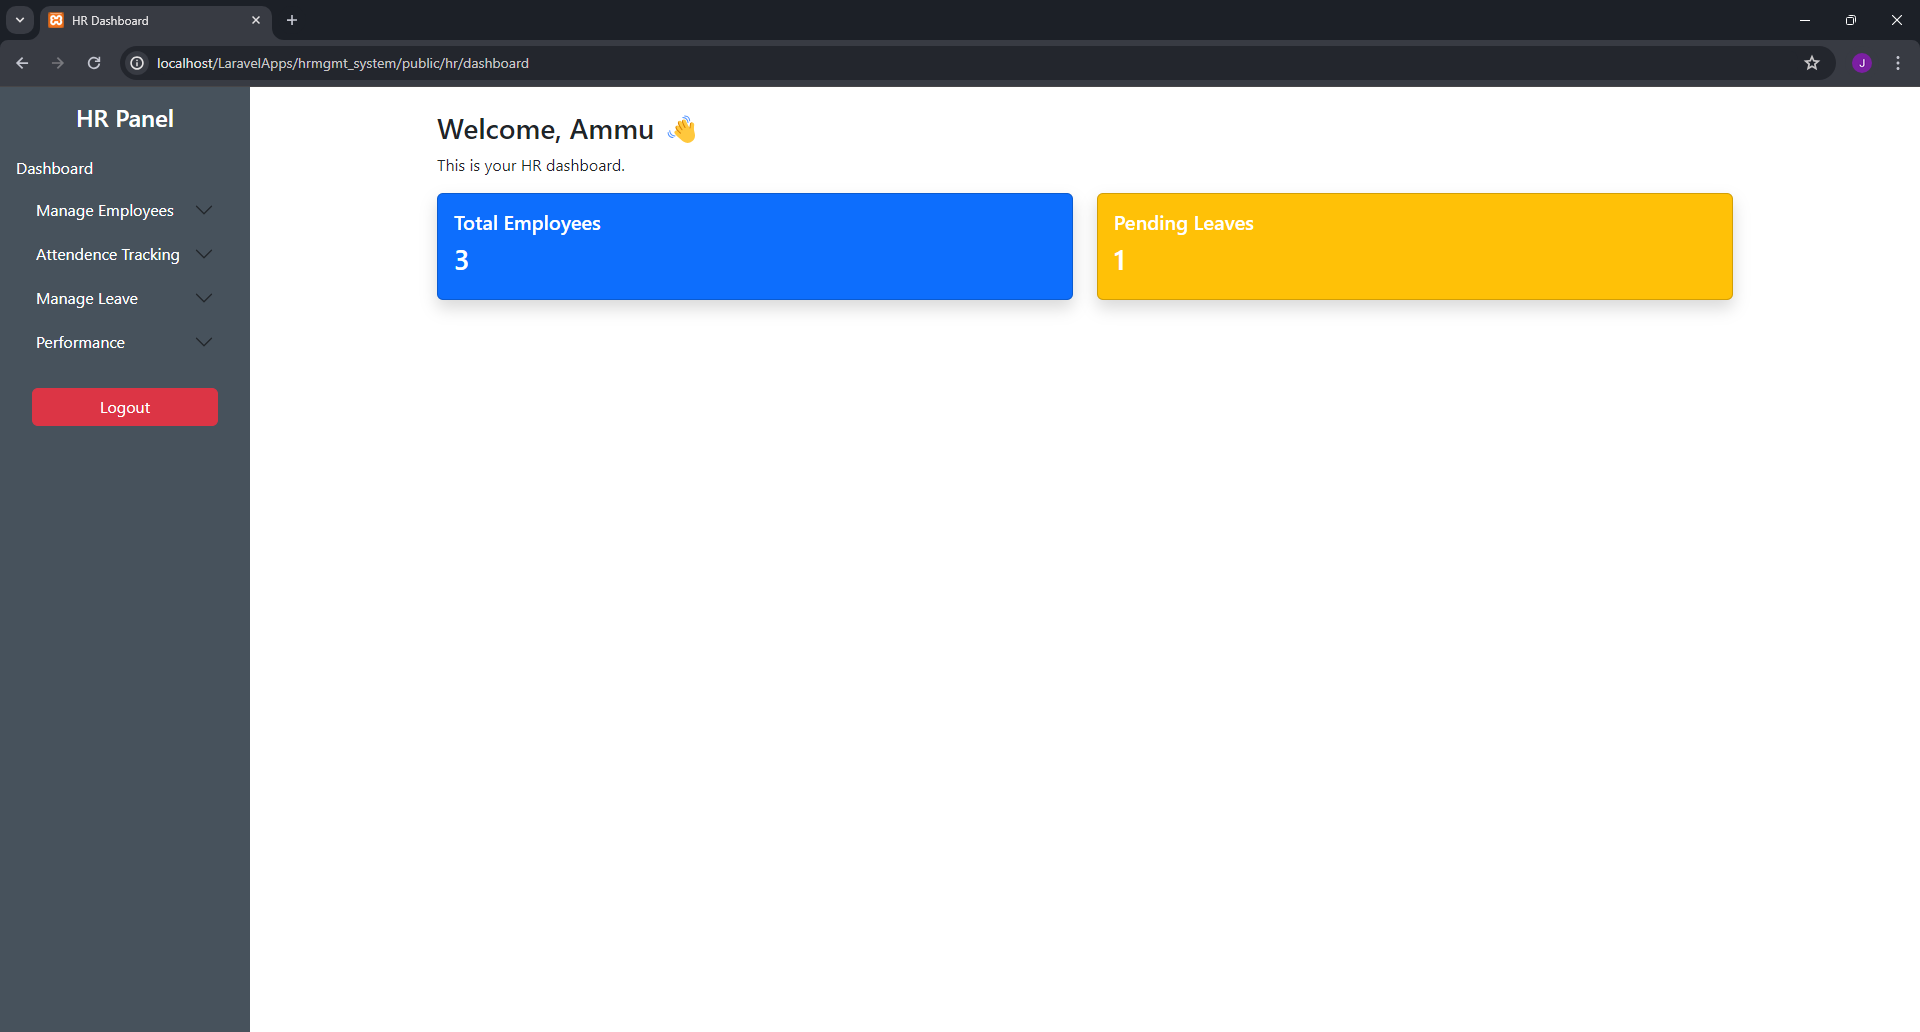 HR Dashboard
localhost/LaravelApps/hrmgmt_system/public/hr/dashboard
J
HR Panel
Dashboard
Manage Employees
Attendence Tracking
Manage Leave
Performance
Logout
Welcome, Ammu 👋
This is your HR dashboard.
Total Employees
3
Pending Leaves
1